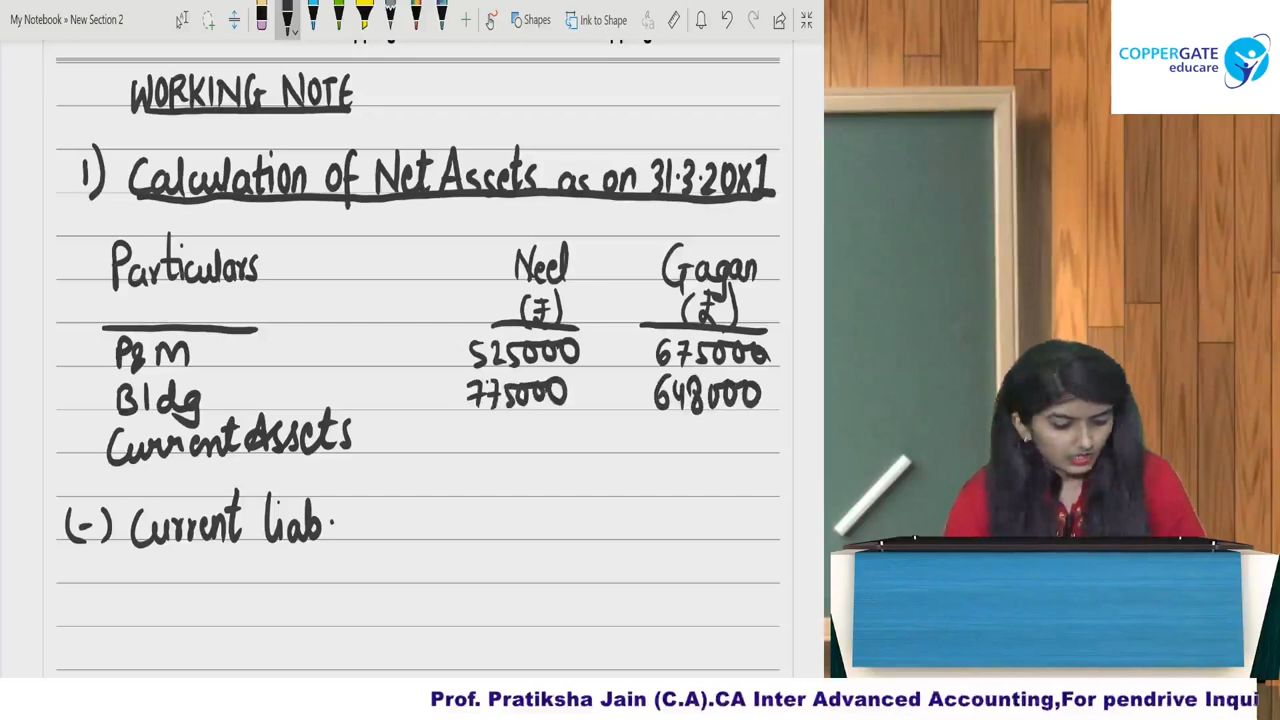 My Notebook » New Section 2
Shapes
Ink to Shape
COPPERGATE
educare
WORKING NOTE
1) Calculation of Net Assets as on 31.3.20X1
Particulars Neel Gagan
(₹) (₹)
P&M 525000 675000
Bldg 775000 648000
Current Assets
(-) Current liab.
Prof. Pratiksha Jain (C.A).CA Inter Advanced Accounting,For pendrive Inqui